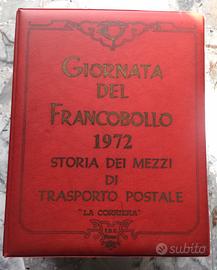 GIORNATA
DEL
FRANCOBOLLO
1972
STORIA DEI MEZZI
DI
TRASPORTO POSTALE
"LA CORRIERA"
subito